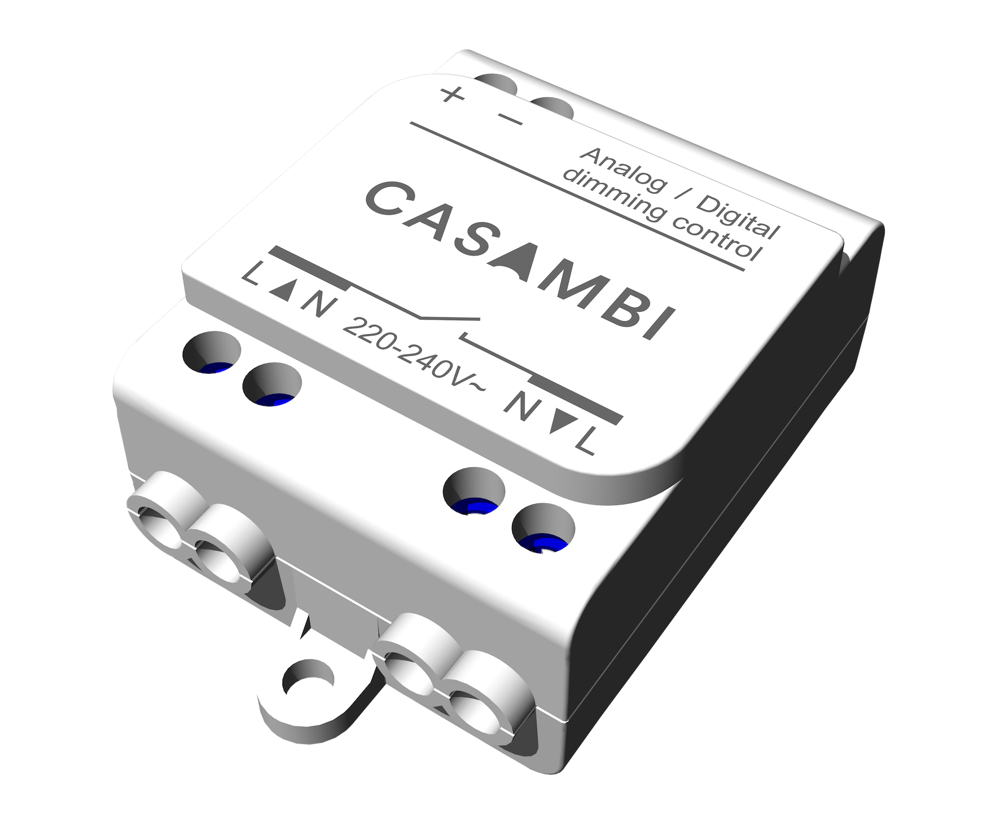 + −
Analog / Digital
dimming control
CASAMBI
L ▲ N 220-240V~ N ▼ L